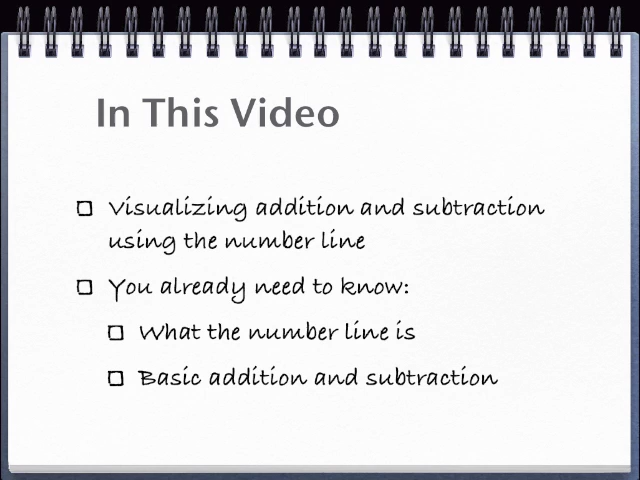 In This Video
Visualizing addition and subtraction
using the number line
You already need to know:
What the number line is
Basic addition and subtraction